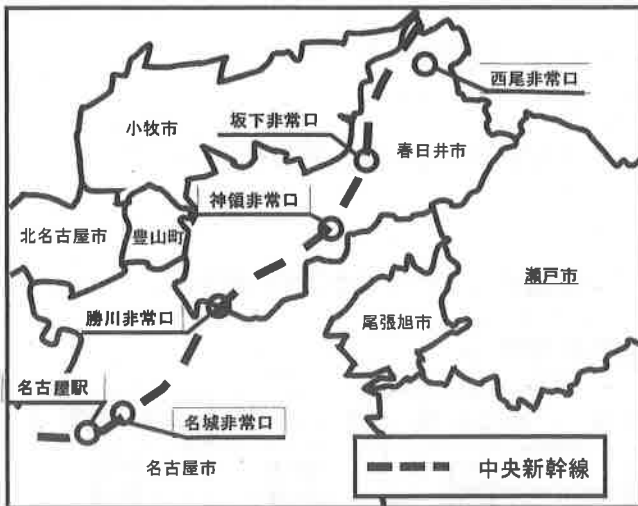 西尾非常口
小牧市
坂下非常口
春日井市
神領非常口
北名古屋市
豊山町
瀬戸市
勝川非常口
尾張旭市
名古屋駅
名城非常口
名古屋市
中央新幹線